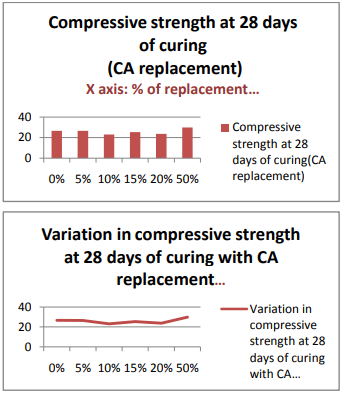 Compressive strength at 28 days
of curing
(CA replacement)
X axis: % of replacement...
40
20
0
0% 5% 10% 15% 20% 50%
Compressive
strength at 28
days of curing(CA
replacement)
Variation in compressive strength
at 28 days of curing with CA
replacement...
40
20
0
0% 5% 10% 15% 20% 50%
Variation in
compressive
strength at 28
days of curing
with CA...